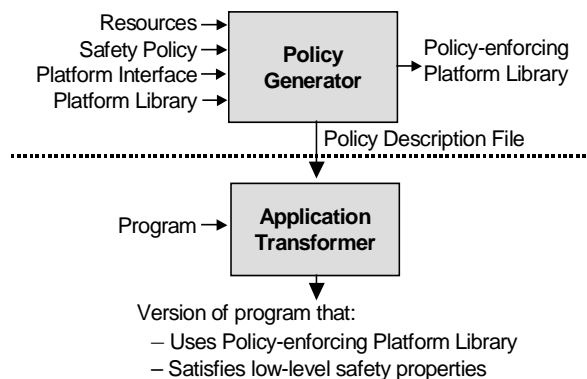 Resources
Safety Policy
Platform Interface
Platform Library
Policy
Generator
Policy-enforcing
Platform Library
Policy Description File
Program
Application
Transformer
Version of program that:
– Uses Policy-enforcing Platform Library
– Satisfies low-level safety properties